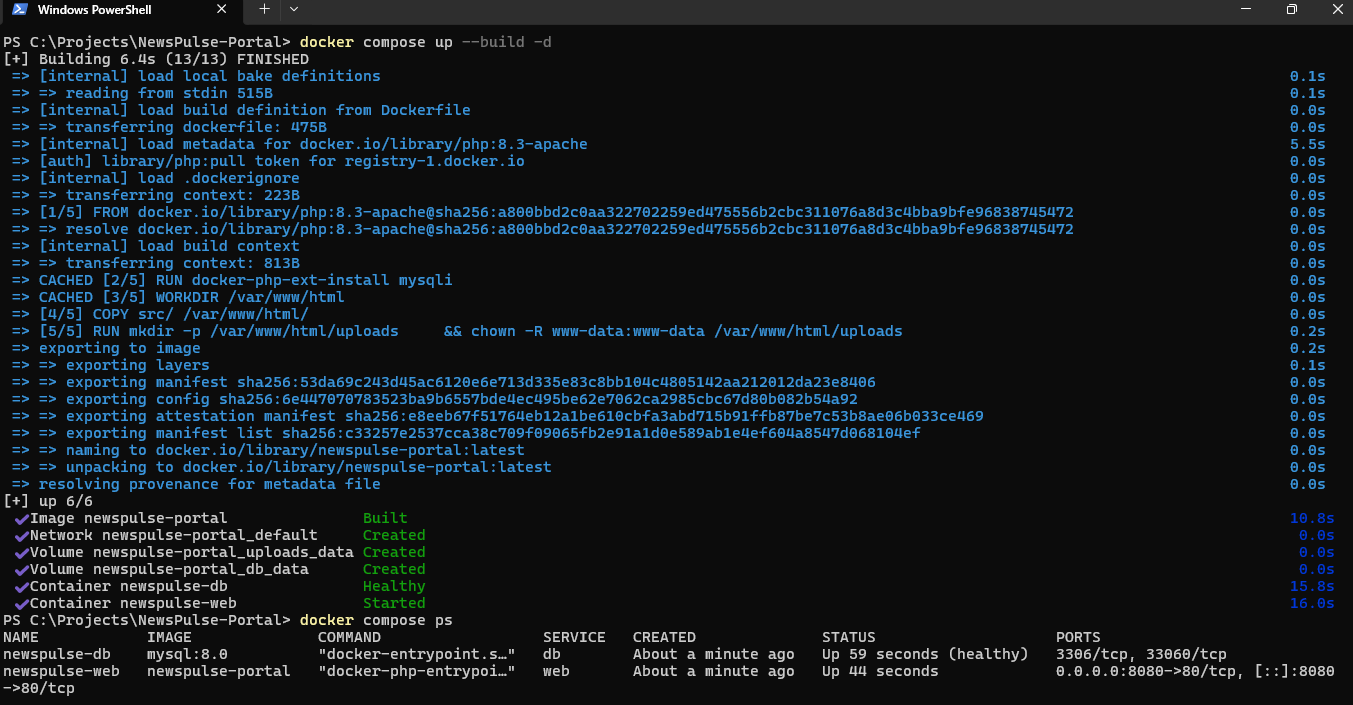 Windows PowerShell
PS C:\Projects\NewsPulse-Portal> docker compose up --build -d
[+] Building 6.4s (13/13) FINISHED
=> [internal] load local bake definitions 0.1s
=> => reading from stdin 515B 0.1s
=> [internal] load build definition from Dockerfile 0.0s
=> => transferring dockerfile: 475B 0.0s
=> [internal] load metadata for docker.io/library/php:8.3-apache 5.5s
=> [auth] library/php:pull token for registry-1.docker.io 0.0s
=> [internal] load .dockerignore 0.0s
=> => transferring context: 223B 0.0s
=> [1/5] FROM docker.io/library/php:8.3-apache@sha256:a800bbd2c0aa322702259ed475556b2cbc311076a8d3c4bba9bfe96838745472 0.0s
=> => resolve docker.io/library/php:8.3-apache@sha256:a800bbd2c0aa322702259ed475556b2cbc311076a8d3c4bba9bfe96838745472 0.0s
=> [internal] load build context 0.0s
=> => transferring context: 813B 0.0s
=> CACHED [2/5] RUN docker-php-ext-install mysqli 0.0s
=> CACHED [3/5] WORKDIR /var/www/html 0.0s
=> [4/5] COPY src/ /var/www/html/ 0.0s
=> [5/5] RUN mkdir -p /var/www/html/uploads     && chown -R www-data:www-data /var/www/html/uploads 0.2s
=> exporting to image 0.2s
=> => exporting layers 0.1s
=> => exporting manifest sha256:53da69c243d45ac6120e6e713d335e83c8bb104c4805142aa212012da23e8406 0.0s
=> => exporting config sha256:6e447070783523ba9b6557bde4ec495be62e7062ca2985cbc67d80b082b54a92 0.0s
=> => exporting attestation manifest sha256:e8eeb67f51764eb12a1be610cbfa3abd715b91ffb87be7c53b8ae06b033ce469 0.0s
=> => exporting manifest list sha256:c33257e2537cca38c709f09065fb2e91a1d0e589ab1e4ef604a8547d068104ef 0.0s
=> => naming to docker.io/library/newspulse-portal:latest 0.0s
=> => unpacking to docker.io/library/newspulse-portal:latest 0.0s
=> resolving provenance for metadata file 0.0s
[+] up 6/6
✔Image newspulse-portal Built 10.8s
✔Network newspulse-portal_default Created 0.0s
✔Volume newspulse-portal_uploads_data Created 0.0s
✔Volume newspulse-portal_db_data Created 0.0s
✔Container newspulse-db Healthy 15.8s
✔Container newspulse-web Started 16.0s
PS C:\Projects\NewsPulse-Portal> docker compose ps
NAME IMAGE COMMAND SERVICE CREATED STATUS PORTS
newspulse-db mysql:8.0 "docker-entrypoint.s…" db About a minute ago Up 59 seconds (healthy) 3306/tcp, 33060/tcp
newspulse-web newspulse-portal "docker-php-entrypoi…" web About a minute ago Up 44 seconds 0.0.0.0:8080->80/tcp, [::]:8080
->80/tcp